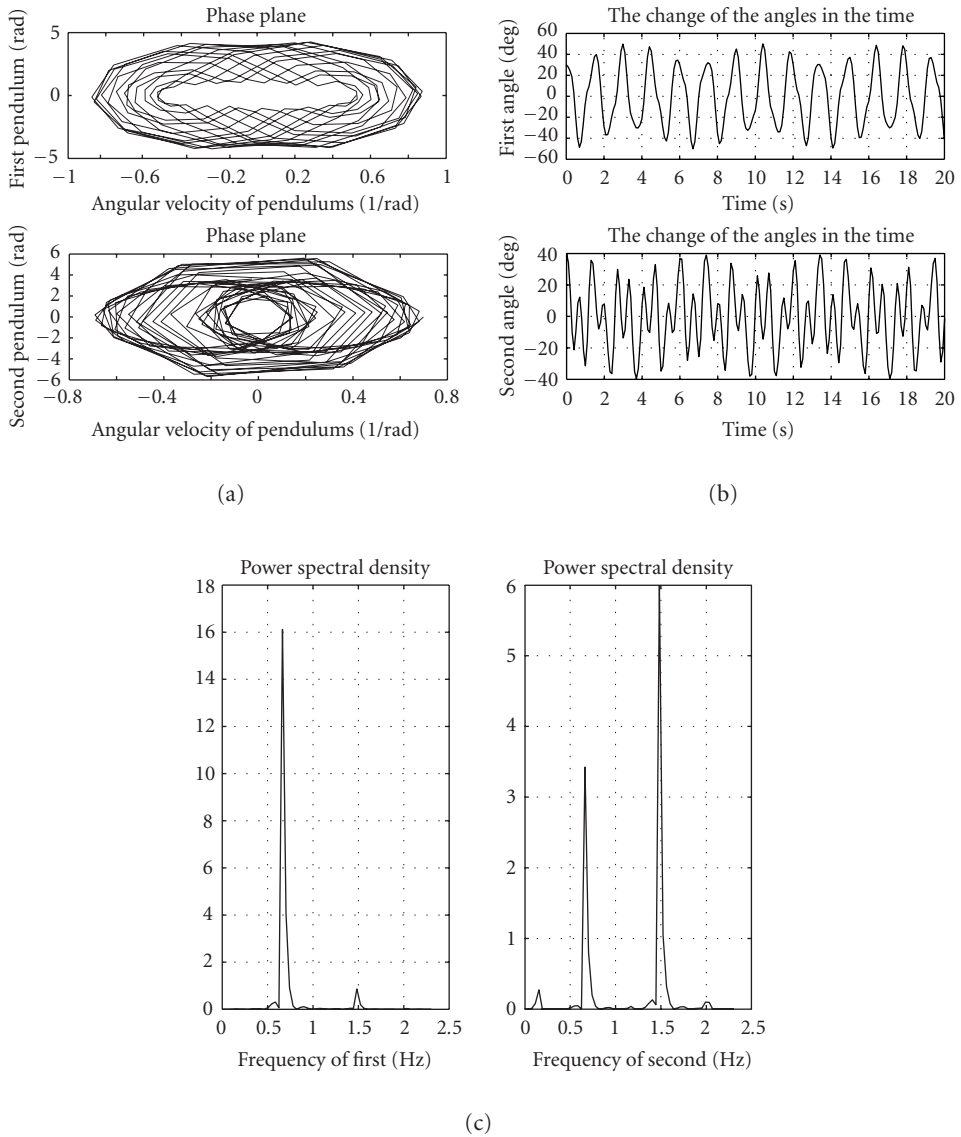 Phase plane
First pendulum (rad)
5
0
−5
−1
−0.6
−0.2
0.2
0.6
1
Angular velocity of pendulums (1/rad)
Phase plane
Second pendulum (rad)
6
4
2
0
−2
−4
−6
−0.8
−0.4
0
0.4
0.8
Angular velocity of pendulums (1/rad)
(a)
The change of the angles in the time
First angle (deg)
60
40
20
0
−20
−40
−60
0 2 4 6 8 10 12 14 16 18 20
Time (s)
The change of the angles in the time
Second angle (deg)
40
20
0
−20
−40
0 2 4 6 8 10 12 14 16 18 20
Time (s)
(b)
Power spectral density
18
16
14
12
10
8
6
4
2
0
0 0.5 1 1.5 2 2.5
Frequency of first (Hz)
Power spectral density
6
5
4
3
2
1
0
0 0.5 1 1.5 2 2.5
Frequency of second (Hz)
(c)